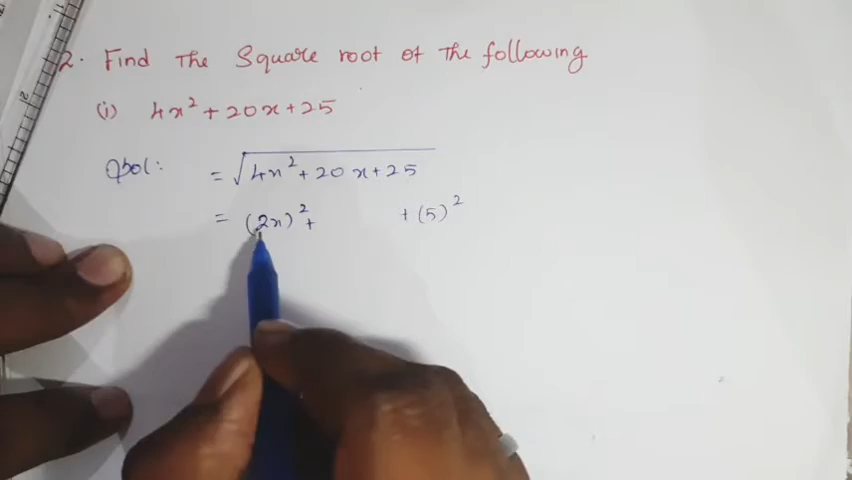 2. Find The Square root of the following
(i) 4x² + 20x + 25
Sol:- = √4x² + 20x + 25
= (2x)² + + (5)²